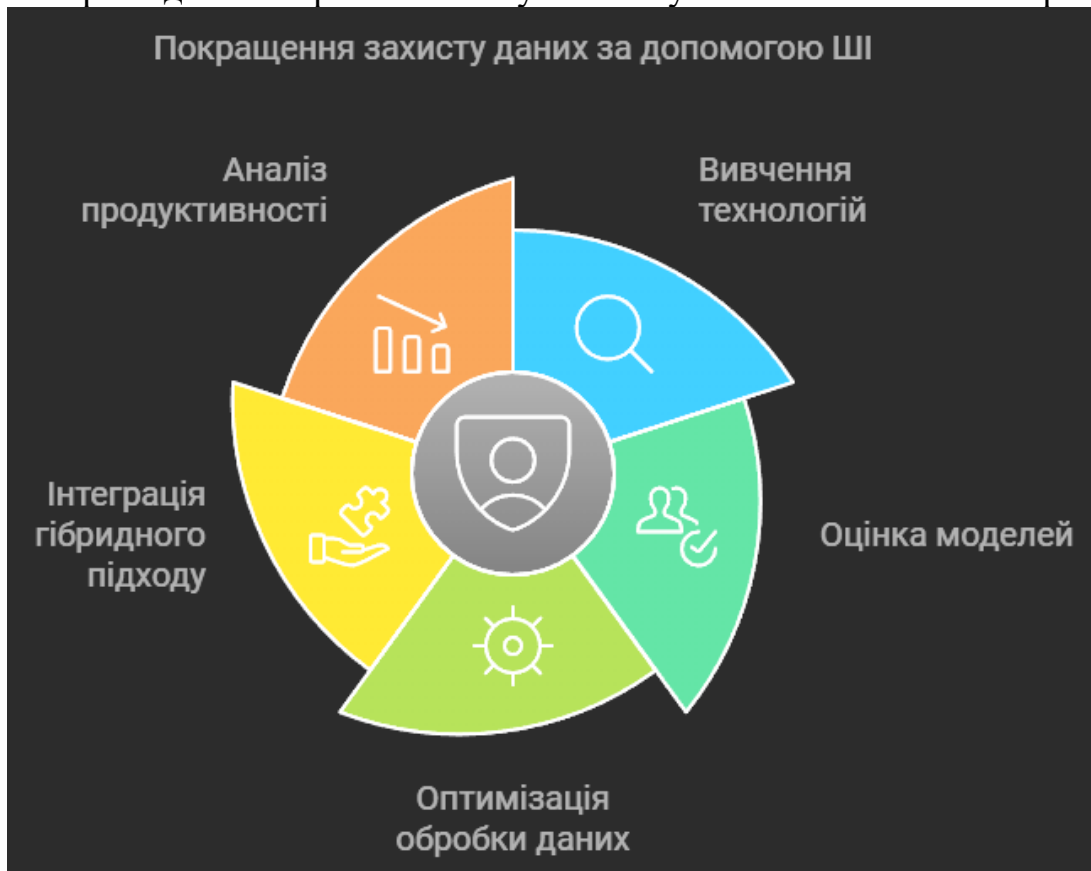 Покращення захисту даних за допомогою ШІ
Аналіз
продуктивності
Вивчення
технологій
Інтеграція
гібридного
підходу
Оцінка моделей
Оптимізація
обробки даних